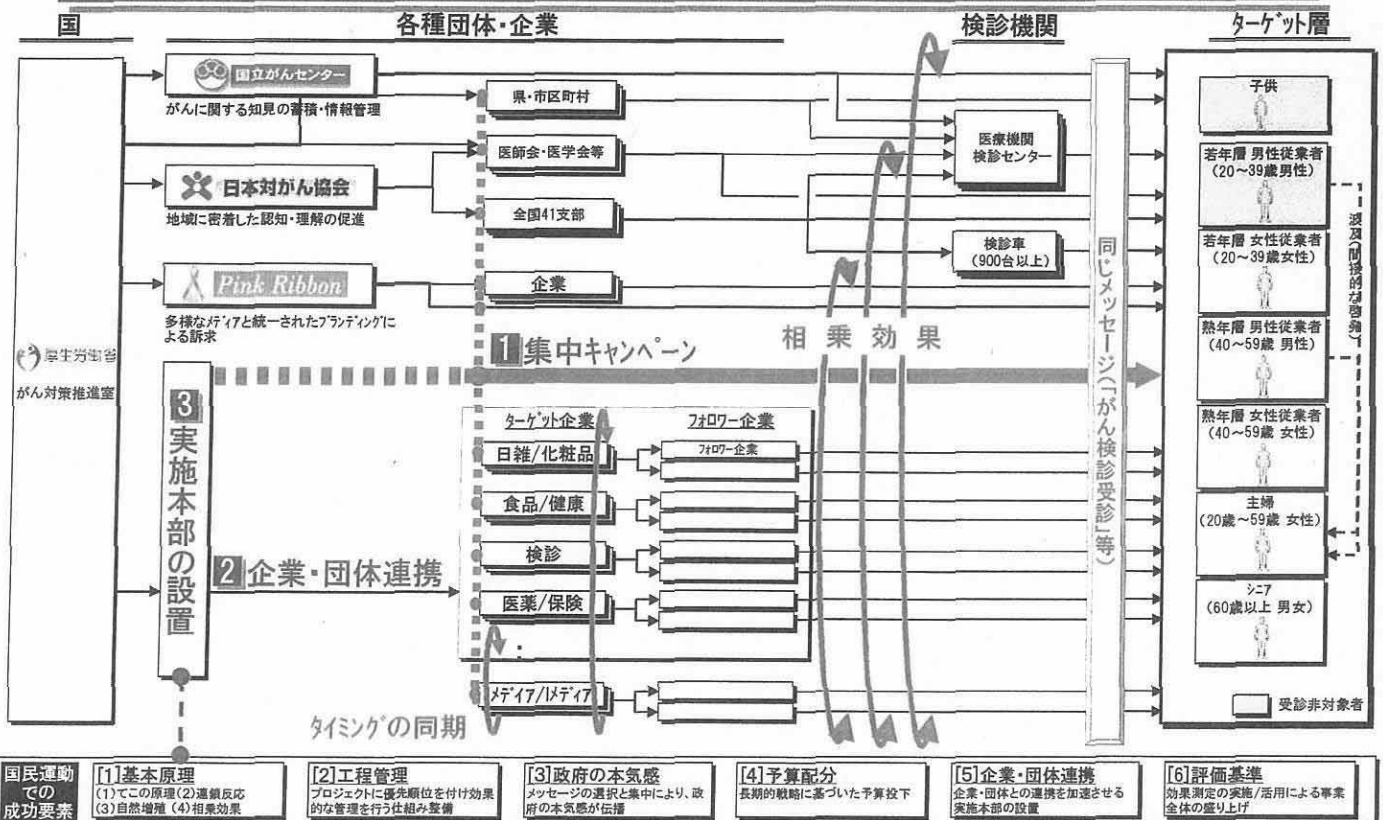 国
各種団体・企業
検診機関
ターゲット層
国立がんセンター
がんに関する知見の蓄積・情報管理
日本対がん協会
地域に密着した認知・理解の促進
Pink Ribbon
多様なメディアと統一されたブランディングに
よる訴求
厚生労働省
がん対策推進室
県・市区町村
医師会・医学会等
全国41支部
企業
医療機関
検診センター
検診車
(900台以上)
1 集中キャンペーン
相乗効果
3 実施本部の設置
2 企業・団体連携
ターゲット企業
フォロワー企業
日雑/化粧品
フォロワー企業
食品/健康
検診
医薬/保険
:
メディア/Iメディア
タイミングの同期
同じメッセージ(「がん検診受診」等)
子供
若年層 男性従業者
(20~39歳男性)
若年層 女性従業者
(20~39歳女性)
熟年層 男性従業者
(40~59歳 男性)
熟年層 女性従業者
(40~59歳 女性)
主婦
(20歳~59歳 女性)
シニア
(60歳以上 男女)
受診非対象者
波及(間接的な啓発)
国民運動
での
成功要素
[1]基本原理
(1)てこの原理(2)連鎖反応
(3)自然増殖 (4)相乗効果
[2]工程管理
プロジェクトに優先順位を付け効果
的な管理を行う仕組み整備
[3]政府の本気感
メッセージの選択と集中により、政
府の本気感が伝播
[4]予算配分
長期的戦略に基づいた予算投下
[5]企業・団体連携
企業・団体との連携を加速させる
実施本部の設置
[6]評価基準
効果測定の実施/活用による事業
全体の盛り上げ